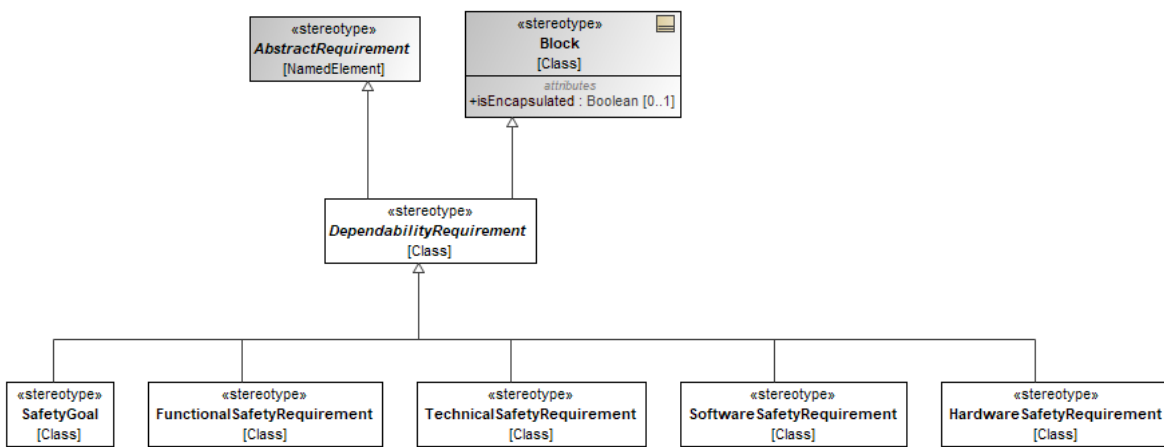 «stereotype»
AbstractRequirement
[NamedElement]
«stereotype»
Block
[Class]
attributes
+isEncapsulated : Boolean [0..1]
«stereotype»
DependabilityRequirement
[Class]
«stereotype»
SafetyGoal
[Class]
«stereotype»
FunctionalSafetyRequirement
[Class]
«stereotype»
TechnicalSafetyRequirement
[Class]
«stereotype»
SoftwareSafetyRequirement
[Class]
«stereotype»
HardwareSafetyRequirement
[Class]